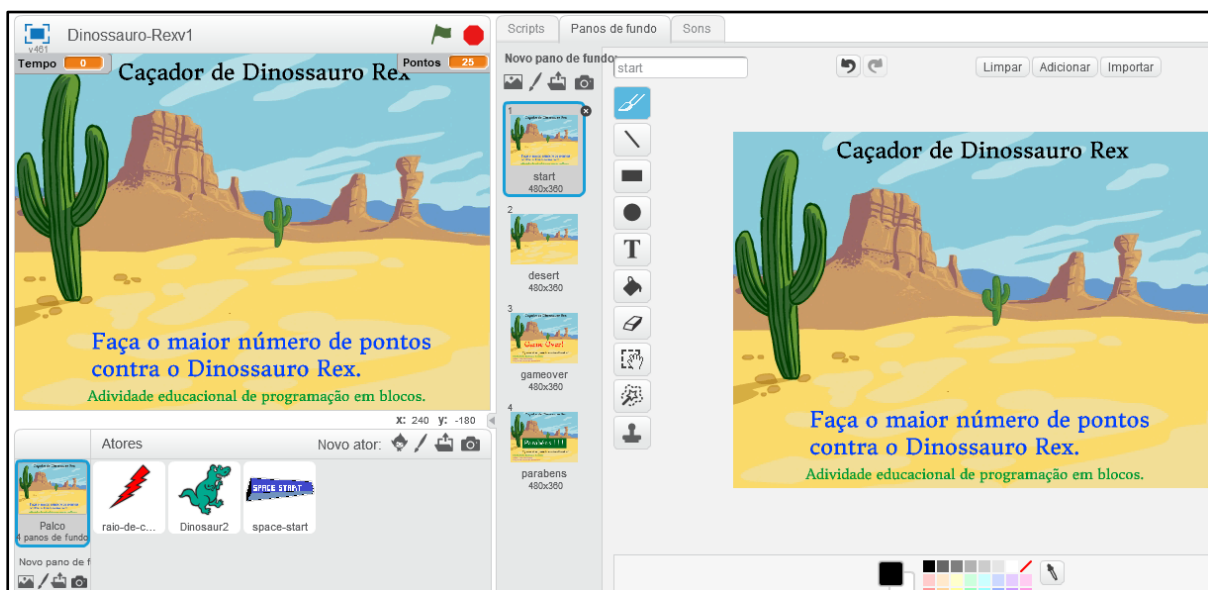 Dinossauro-Rexv1
v461
Tempo 0
Pontos 25
Caçador de Dinossauro Rex
Faça o maior número de pontos
contra o Dinossauro Rex.
Adividade educacional de programação em blocos.
X: 240 y: -180
Atores
Novo ator:
Palco
4 panos de fundo
Novo pano de f
raio-de-c...
Dinosaur2
SPACE START
space-start
Scripts
Panos de fundo
Sons
Novo pano de fundo:
1
start
480x360
2
desert
480x360
3
Game Over!
gameover
480x360
4
Parabéns !!!
parabens
480x360
start
Limpar
Adicionar
Importar
T
Caçador de Dinossauro Rex
Faça o maior número de pontos
contra o Dinossauro Rex.
Adividade educacional de programação em blocos.